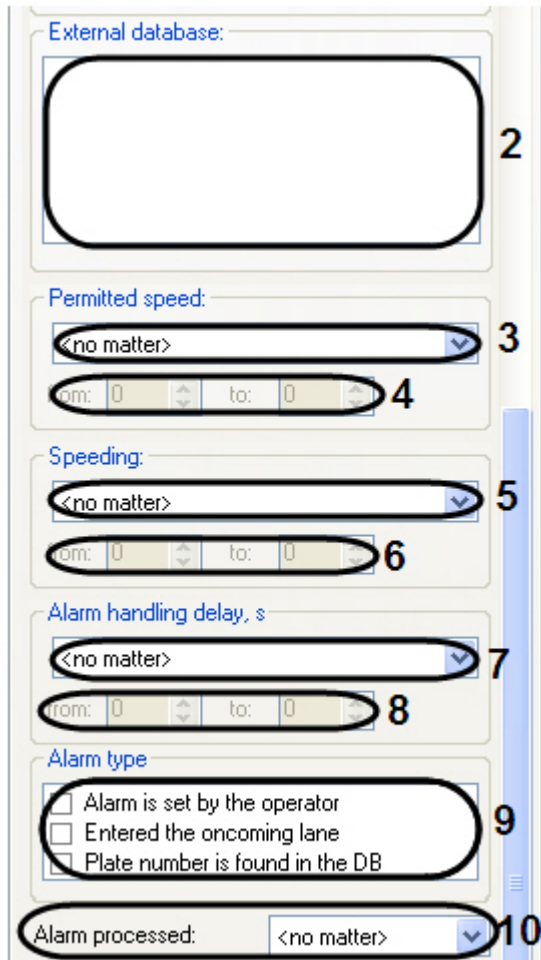 External database:
2
Permitted speed:
<no matter> 3
from: 0 to: 0 4
Speeding:
<no matter> 5
from: 0 to: 0 6
Alarm handling delay, s
<no matter> 7
from: 0 to: 0 8
Alarm type
Alarm is set by the operator
Entered the oncoming lane 9
Plate number is found in the DB
Alarm processed: <no matter> 10